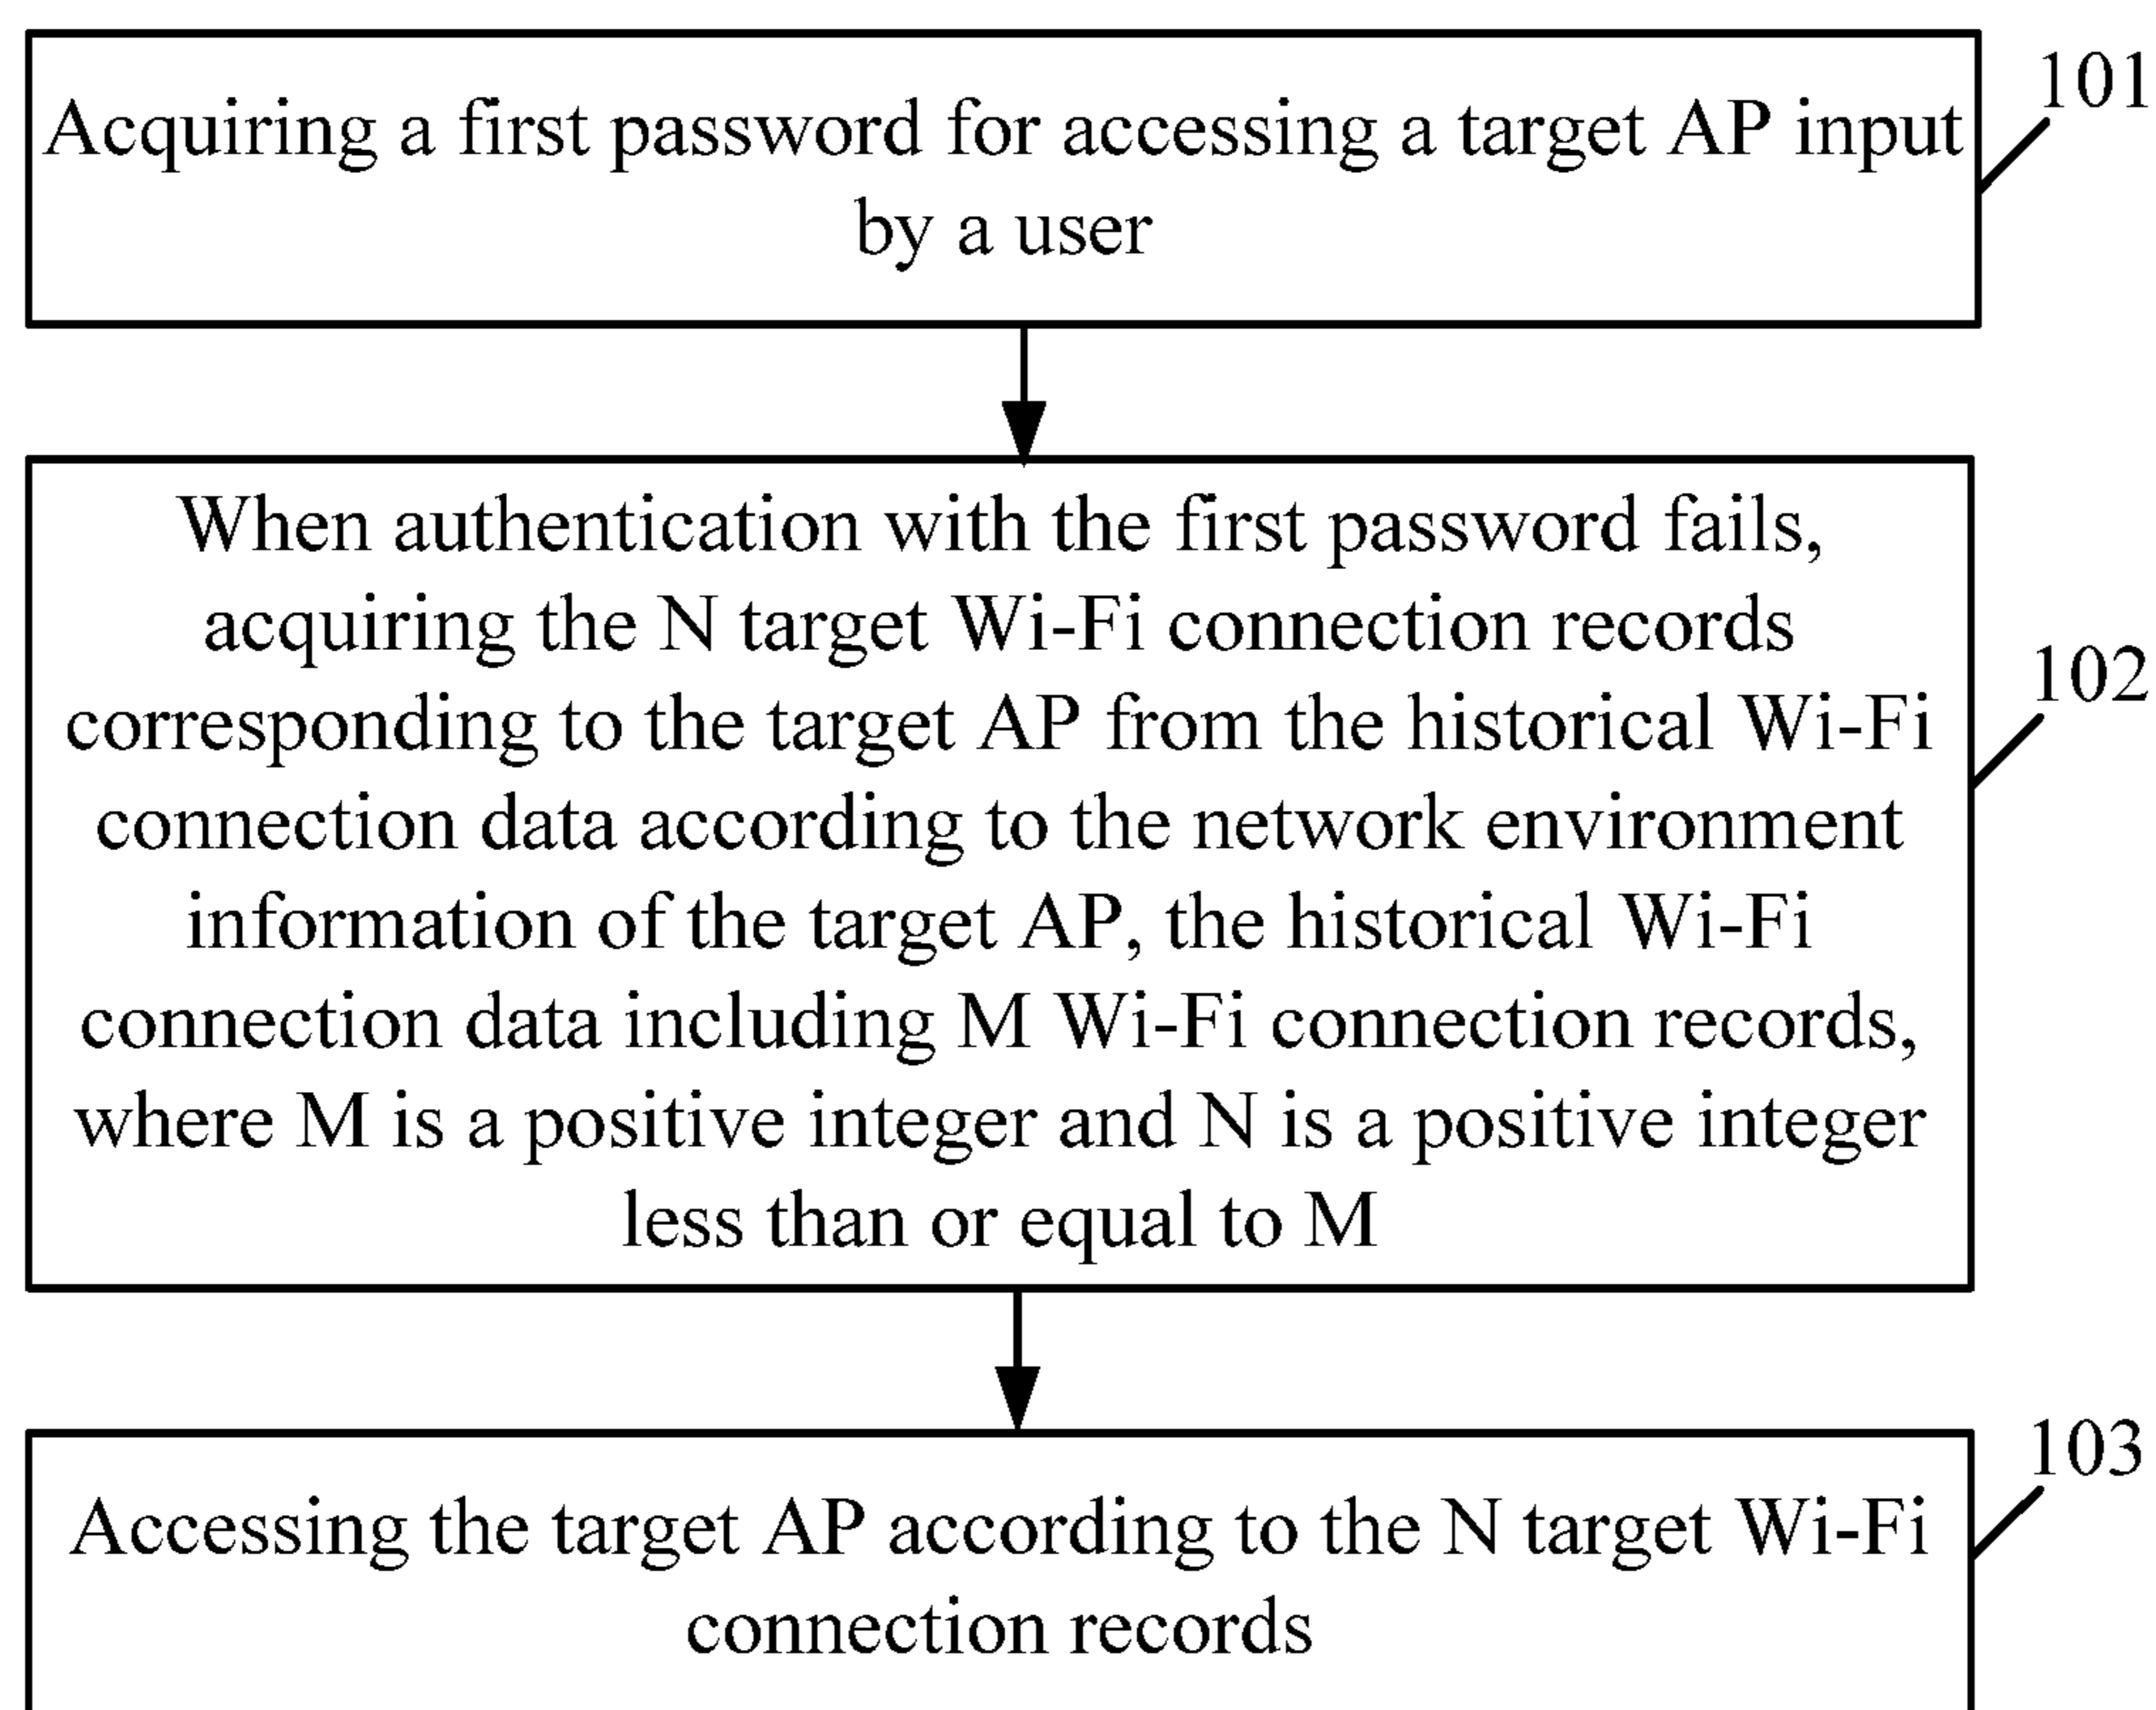 101
Acquiring a first password for accessing a target AP input
by a user
When authentication with the first password fails,
acquiring the N target Wi-Fi connection records
102
corresponding to the target AP from the historical Wi-Fi
connection data according to the network environment
information of the target AP, the historical Wi-Fi
connection data including M Wi-Fi connection records,
where M is a positive integer and N is a positive integer
less than or equal to M
103
Accessing the target AP according to the N target Wi-Fi
connection records